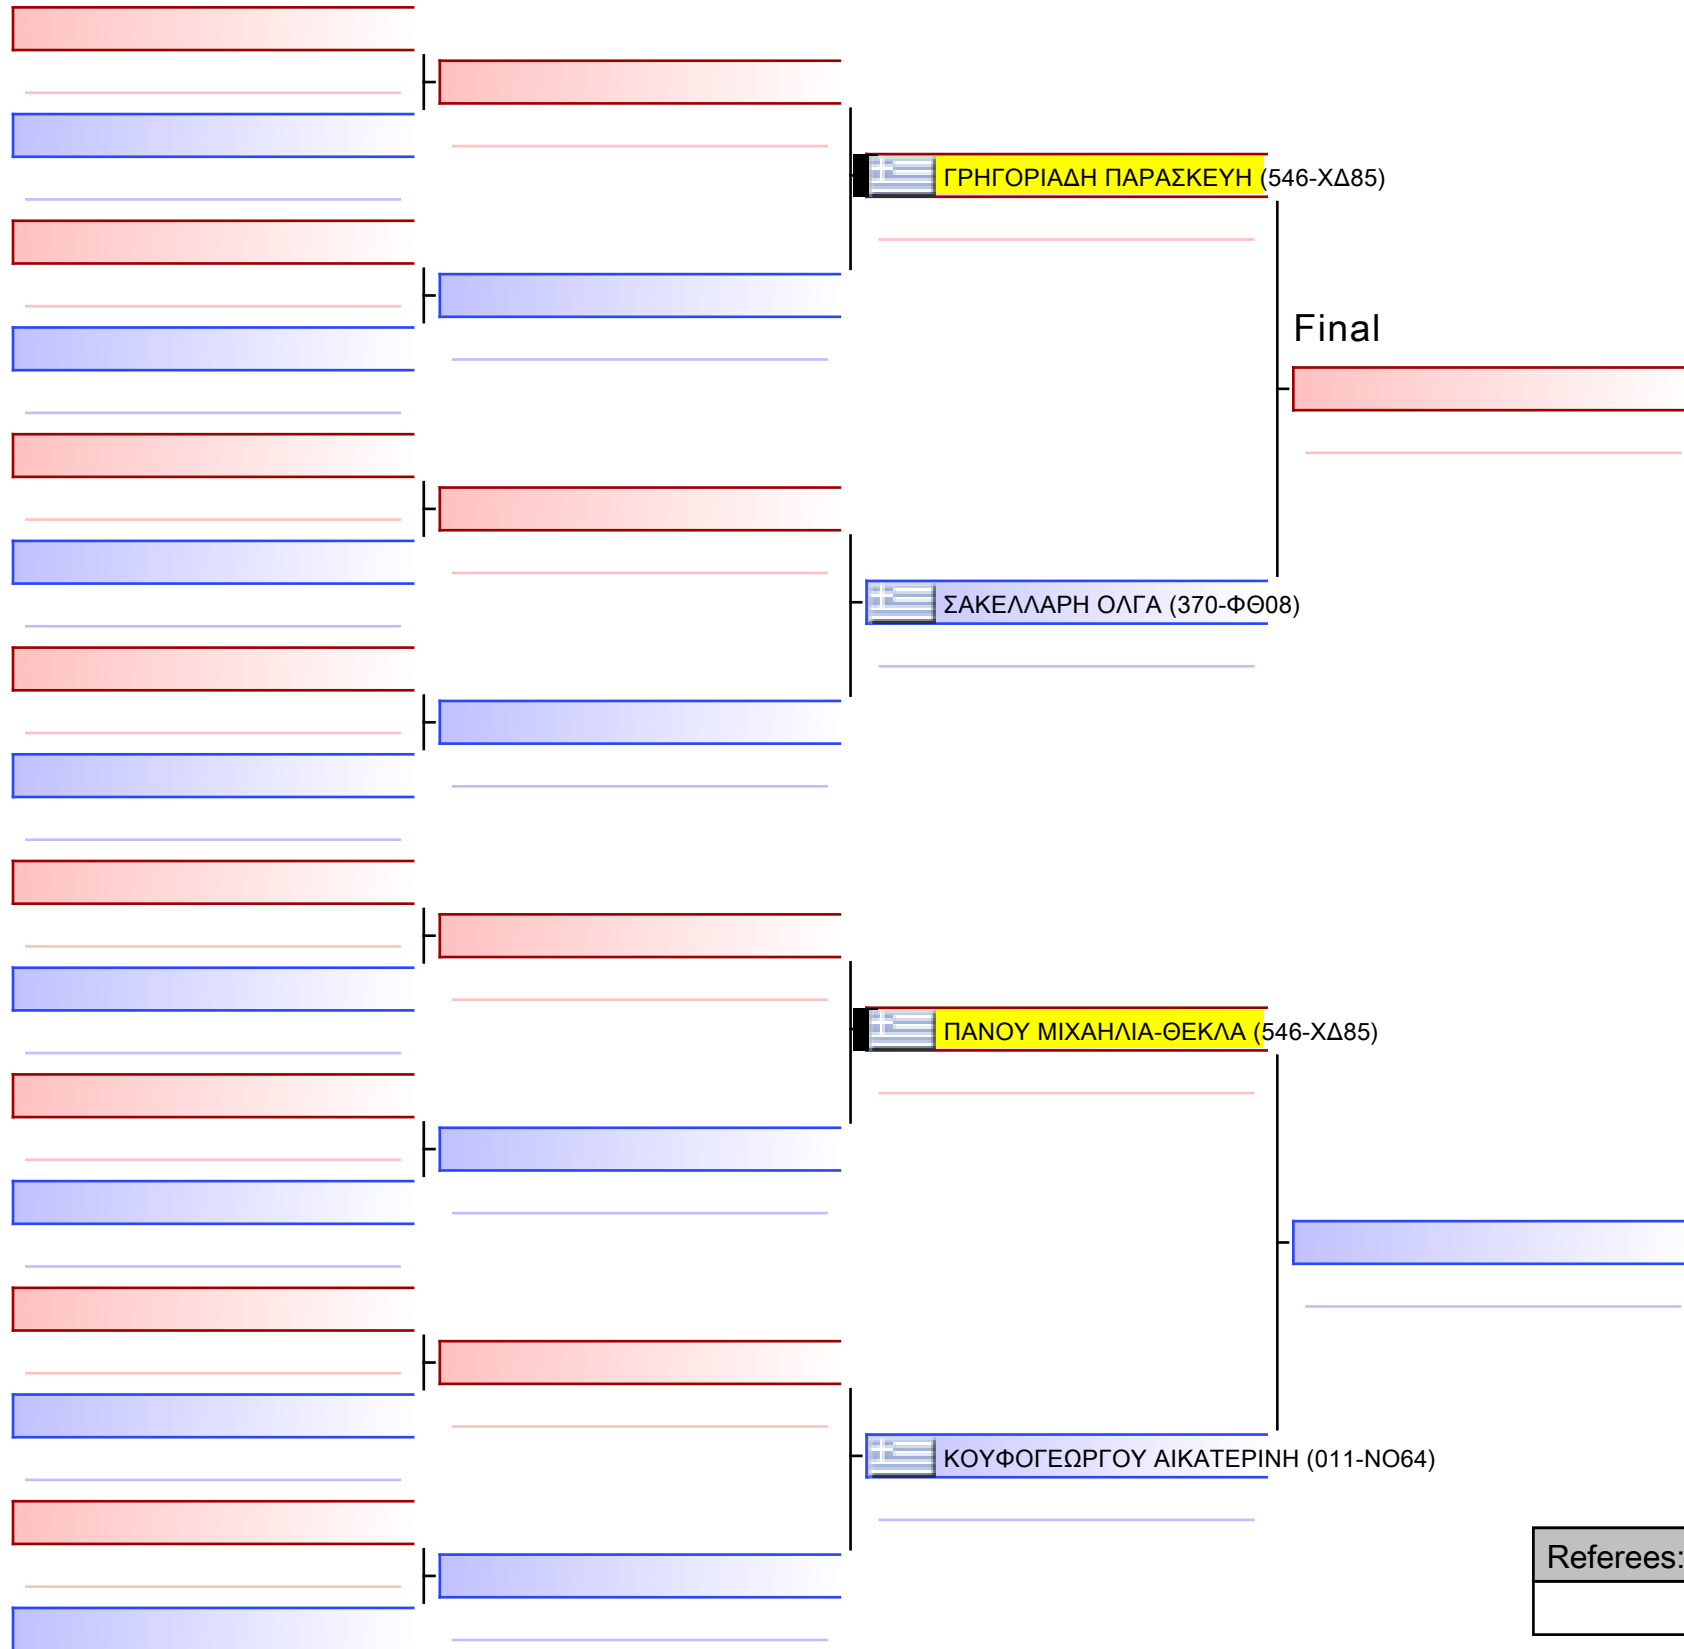 ΓΡΗΓΟΡΙΑΔΗ ΠΑΡΑΣΚΕΥΗ (546-ΧΔ85)
Final
ΣΑΚΕΛΛΑΡΗ ΟΛΓΑ (370-ΦΘ08)
ΠΑΝΟΥ ΜΙΧΑΗΛΙΑ-ΘΕΚΛΑ (546-ΧΔ85)
ΚΟΥΦΟΓΕΩΡΓΟΥ ΑΙΚΑΤΕΡΙΝΗ (011-ΝΟ64)
Referees: